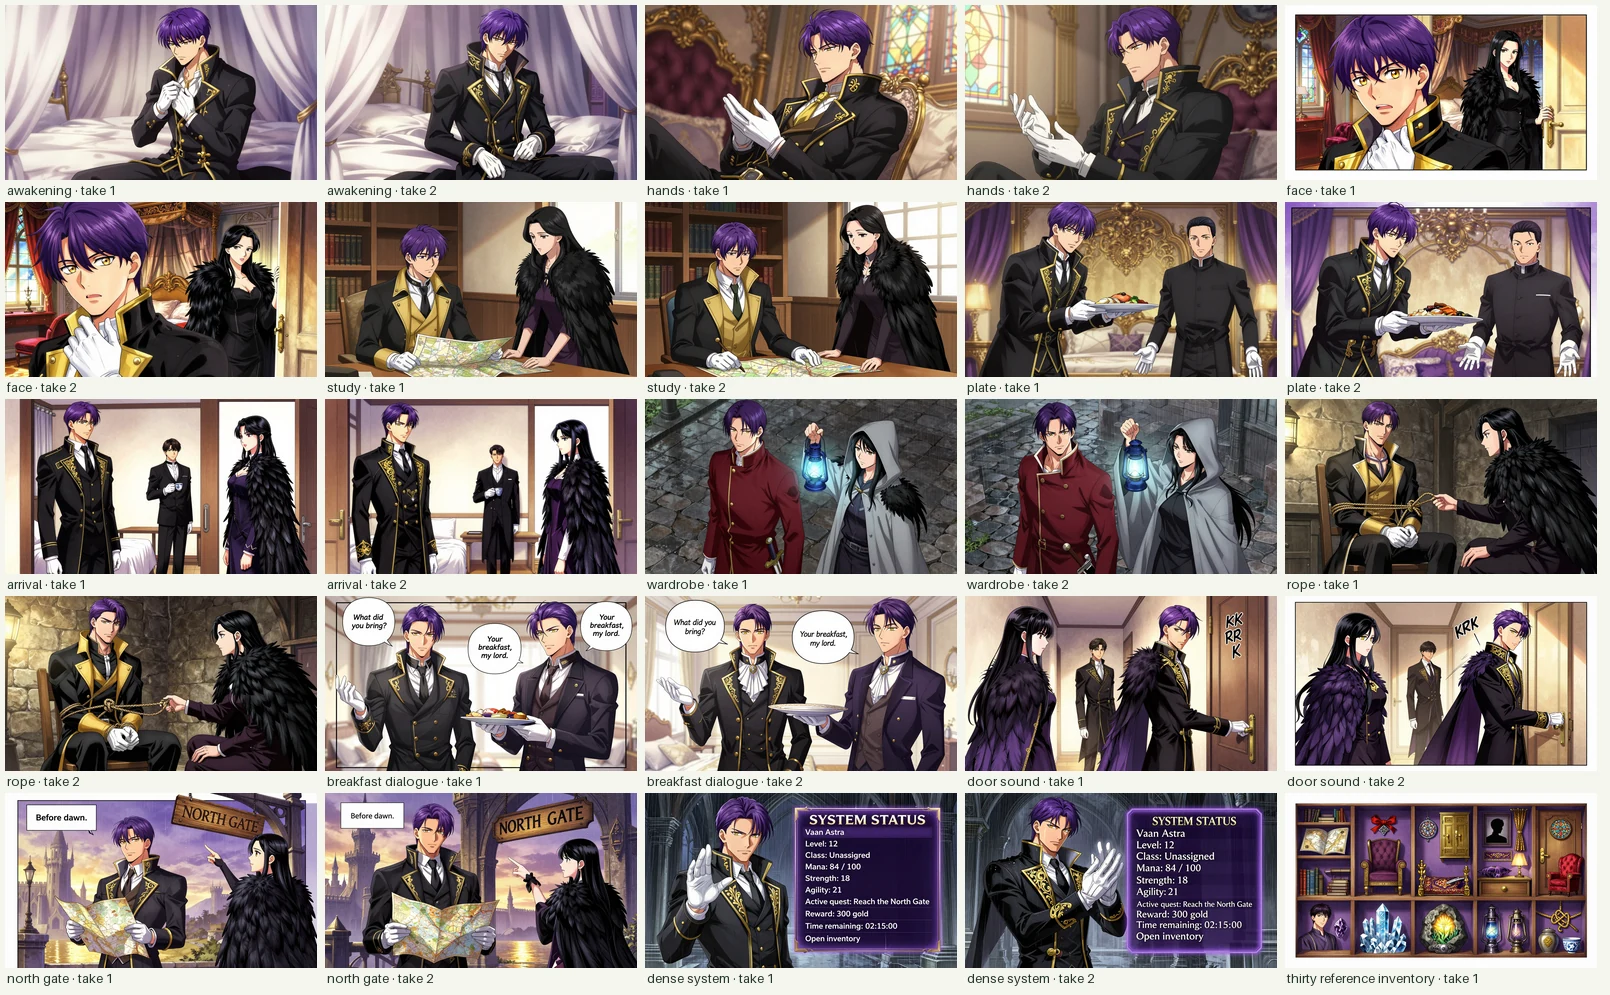 awakening · take 1
awakening · take 2
hands · take 1
hands · take 2
face · take 1
face · take 2
study · take 1
study · take 2
plate · take 1
plate · take 2
arrival · take 1
arrival · take 2
wardrobe · take 1
wardrobe · take 2
rope · take 1
What did
you bring?
Your
breakfast,
my lord.
Your
breakfast,
my lord.
What did you
bring?
Your breakfast,
my lord.
KK
RR
K
KRK
rope · take 2
breakfast dialogue · take 1
breakfast dialogue · take 2
door sound · take 1
door sound · take 2
Before dawn.
NORTH GATE
Before dawn.
NORTH GATE
SYSTEM STATUS
Vaan Astra
Level: 12
Class: Unassigned
Mana: 84 / 100
Strength: 18
Agility: 21
Active quest: Reach the North Gate
Reward: 300 gold
Time remaining: 02:15:00
Open inventory
SYSTEM STATUS
Vaan Astra
Level: 12
Class: Unassigned
Mana: 84 / 100
Strength: 18
Agility: 21
Active quest: Reach the North Gate
Reward: 300 gold
Time remaining: 02:15:00
Open inventory
north gate · take 1
north gate · take 2
dense system · take 1
dense system · take 2
thirty reference inventory · take 1